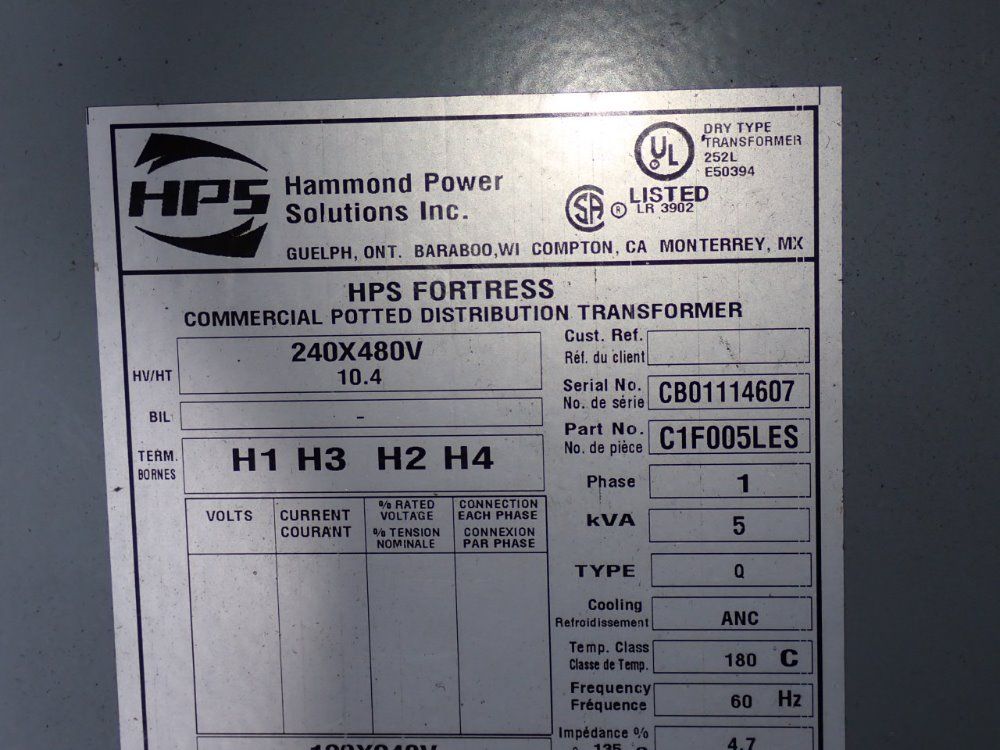 HPS
Hammond Power
Solutions Inc.
UL
DRY TYPE
TRANSFORMER
252L
E50394
SA ® LISTED
LR 3902
GUELPH, ONT. BARABOO,WI COMPTON, CA MONTERREY, MX
HPS FORTRESS
COMMERCIAL POTTED DISTRIBUTION TRANSFORMER
HV/HT
240X480V
10.4
BIL
-
TERM.
BORNES
H1 H3 H2 H4
VOLTS
CURRENT
COURANT
% RATED
VOLTAGE
% TENSION
NOMINALE
CONNECTION
EACH PHASE
CONNEXION
PAR PHASE
Cust. Ref.
Réf. du client
Serial No.
No. de série
CB01114607
Part No.
No. de pièce
C1F005LES
Phase 1
kVA 5
TYPE Q
Cooling
Refroidissement
ANC
Temp. Class
Classe de Temp.
180 C
Frequency
Fréquence
60 Hz
Impédance %
135
4.7